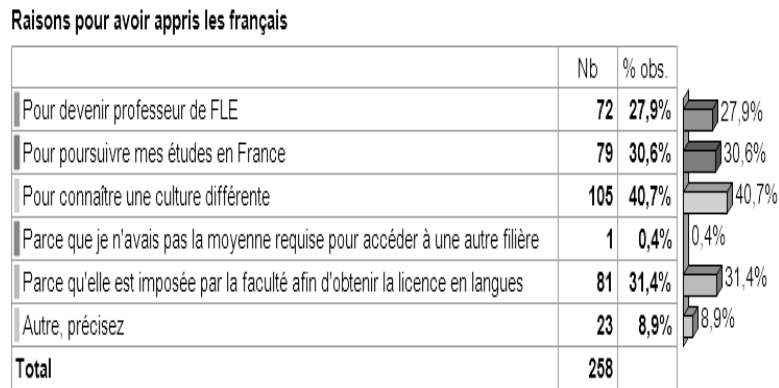 Raisons pour avoir appris les français
Nb % obs.
Pour devenir professeur de FLE 72 27,9% 27,9%
Pour poursuivre mes études en France 79 30,6% 30,6%
Pour connaître une culture différente 105 40,7% 40,7%
Parce que je n'avais pas la moyenne requise pour accéder à une autre filière 1 0,4% 0,4%
Parce qu'elle est imposée par la faculté afin d'obtenir la licence en langues 81 31,4% 31,4%
Autre, précisez 23 8,9% 8,9%
Total 258